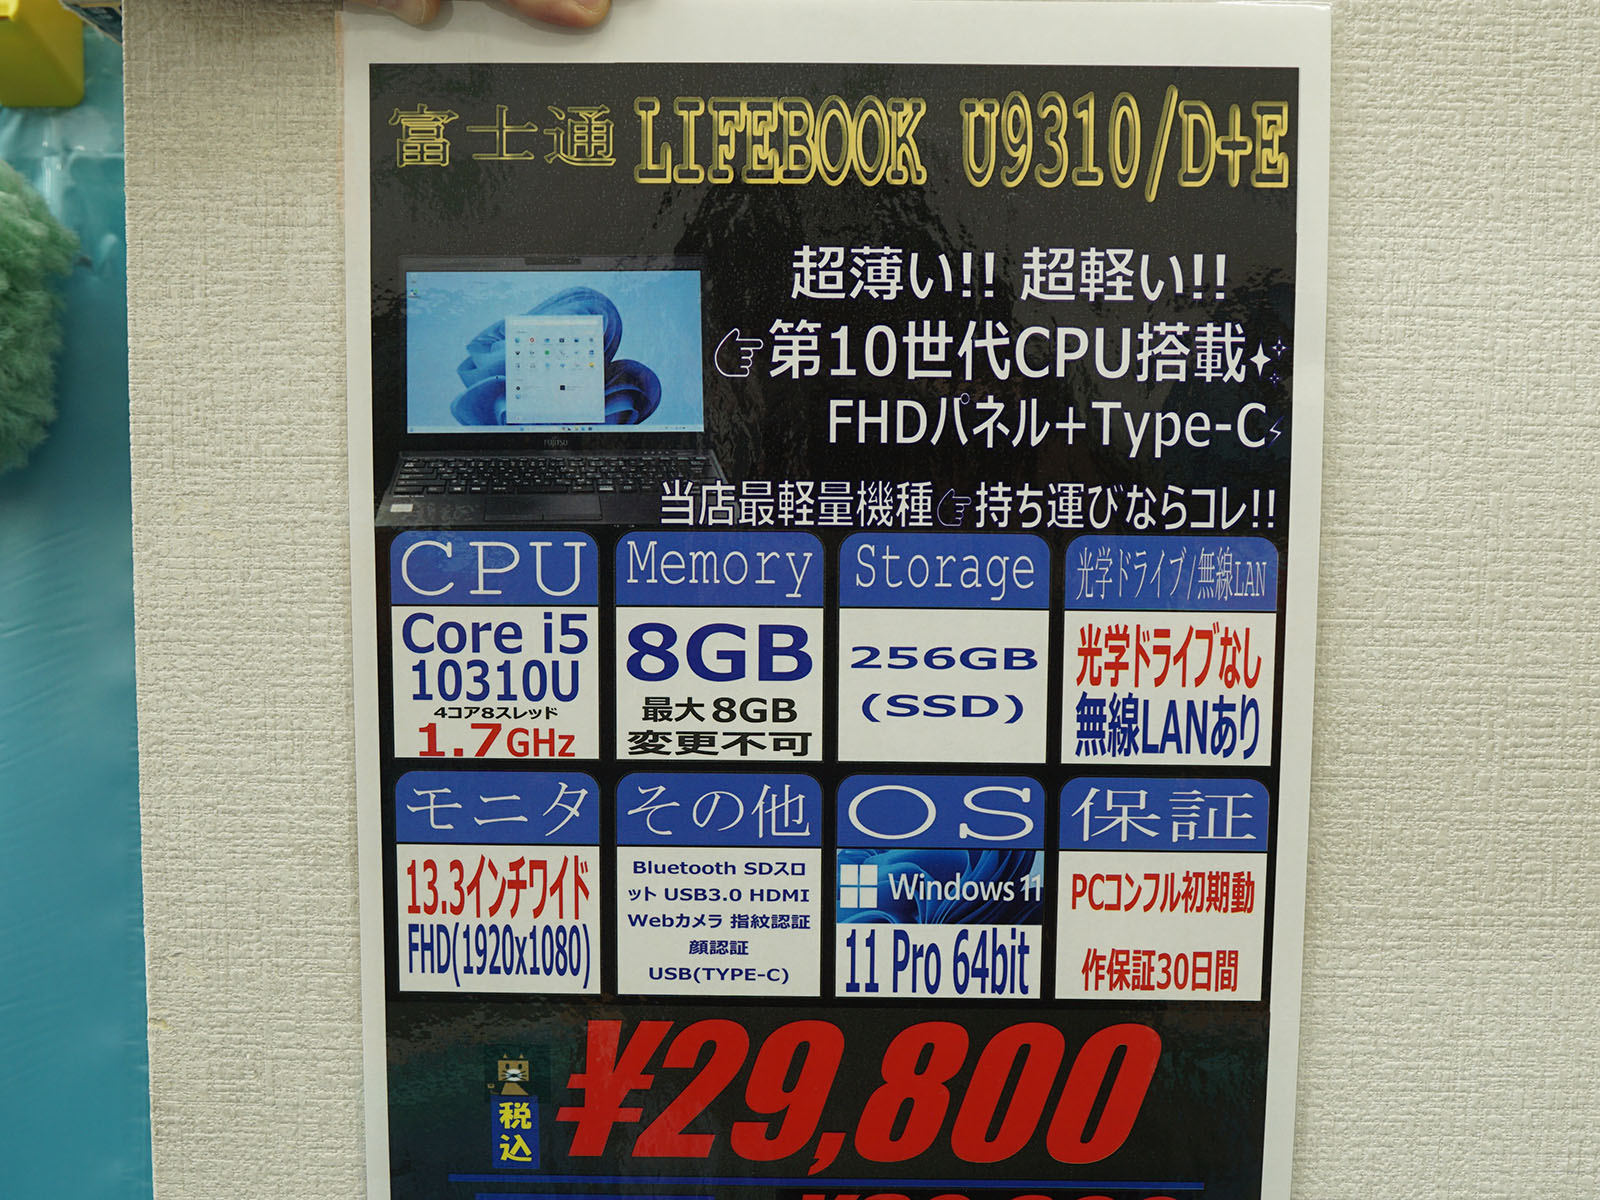 富士通 LIFEBOOK U9310/D+E
超薄い!! 超軽い!!
☞第10世代CPU搭載
FHDパネル+Type-C
FUJITSU
当店最軽量機種☞持ち運びならコレ!!
CPU
Core i5
10310U
4コア8スレッド
1.7GHz
Memory
8GB
最大8GB
変更不可
Storage
256GB
(SSD)
光学ドライブ/無線LAN
光学ドライブなし
無線LANあり
モニタ
13.3インチワイド
FHD(1920x1080)
その他
Bluetooth SDスロ
ット USB3.0 HDMI
Webカメラ 指紋認証
顔認証
USB(TYPE-C)
OS
Windows 11
11 Pro 64bit
保証
PCコンフル初期動
作保証30日間
税込
¥29,800